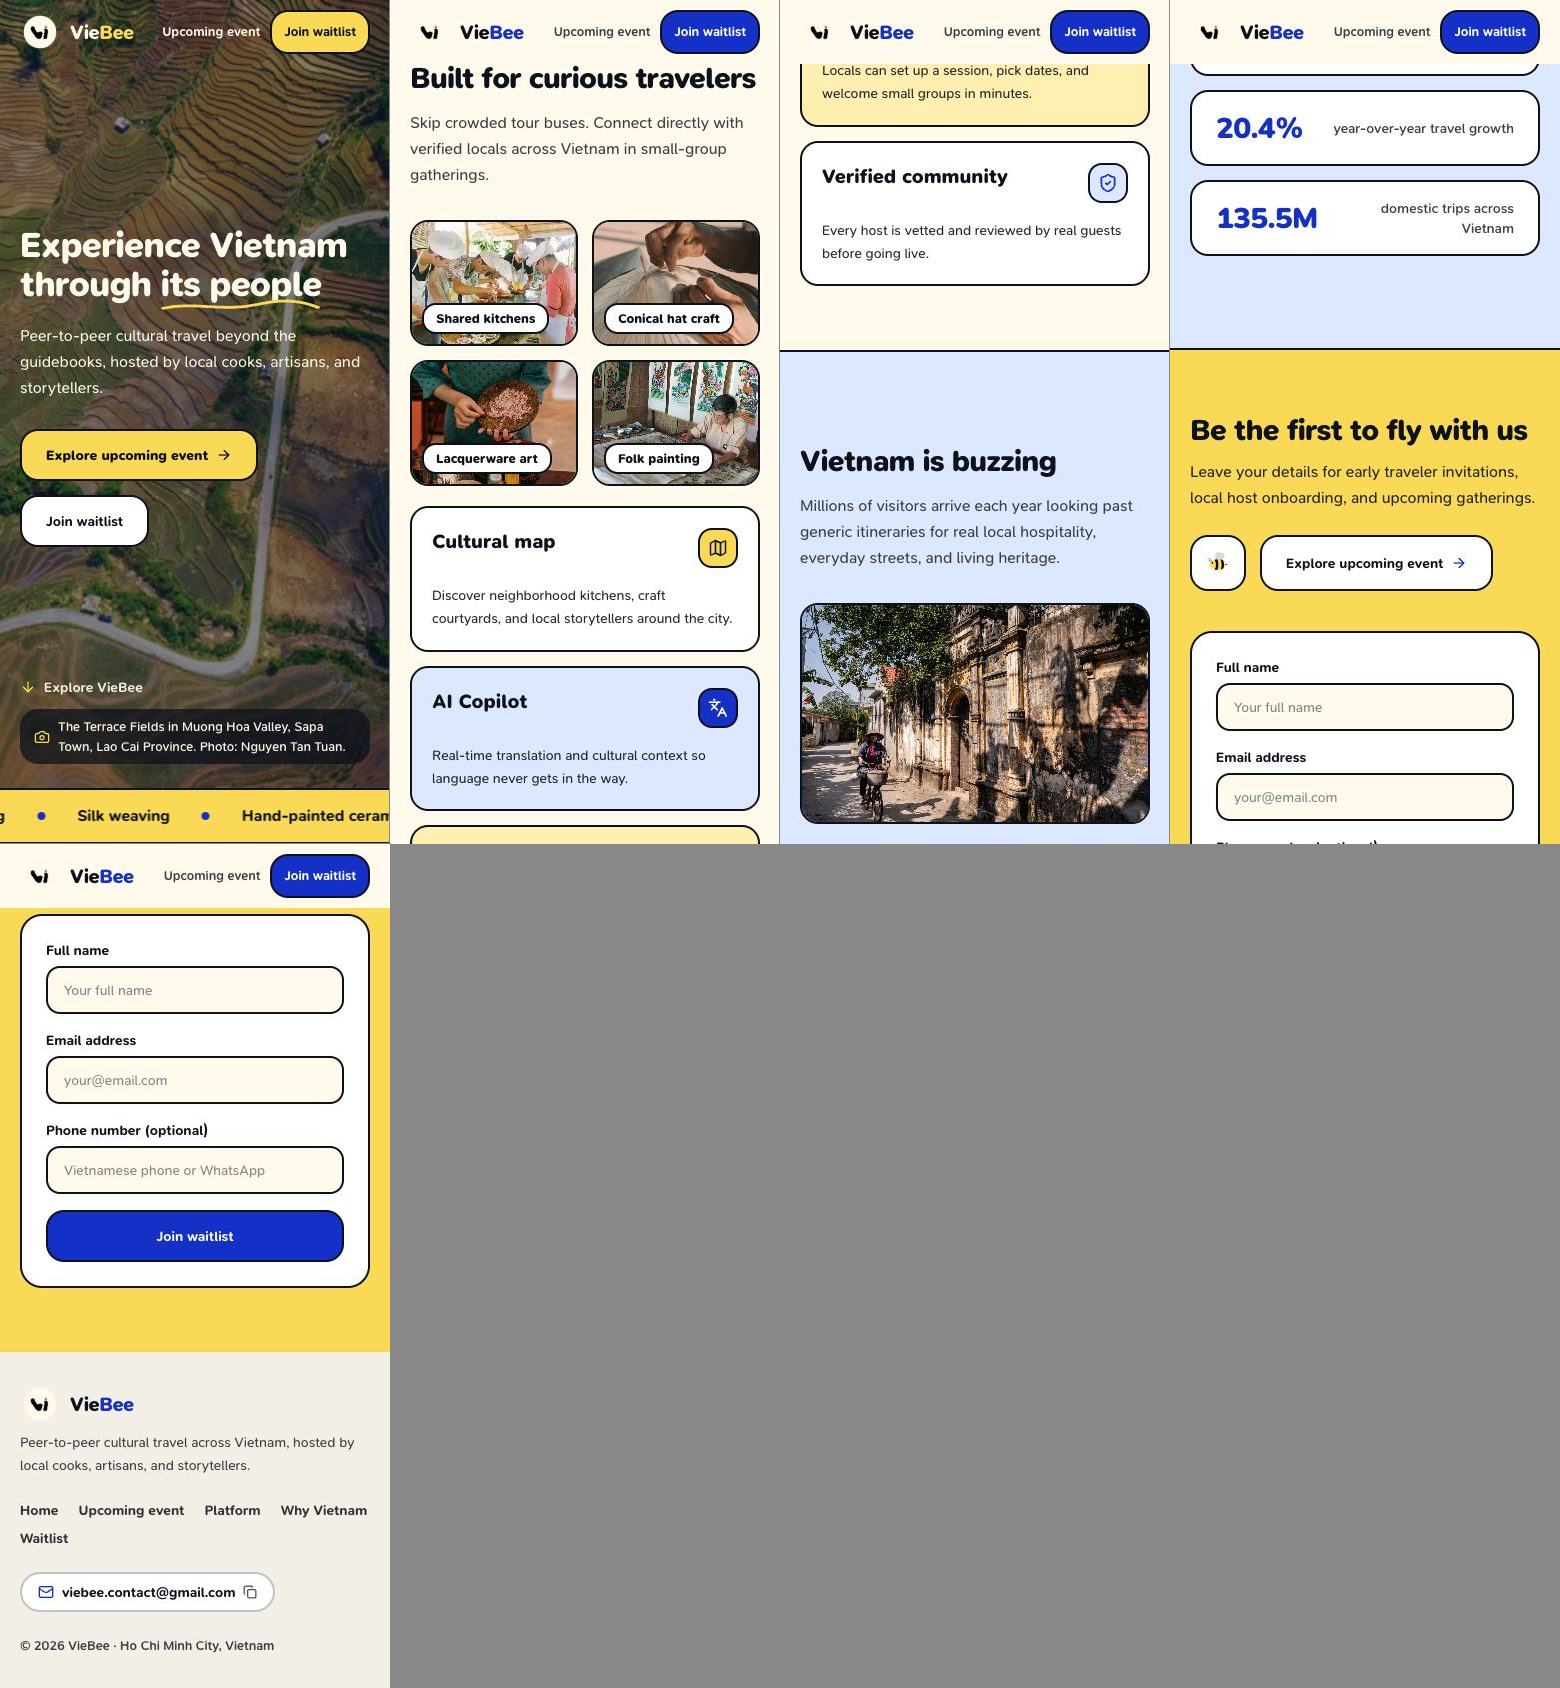 VieBee
Upcoming event
Join waitlist
Experience Vietnam
through its people
Peer-to-peer cultural travel beyond the
guidebooks, hosted by local cooks, artisans, and
storytellers.
Explore upcoming event
Join waitlist
Explore VieBee
The Terrace Fields in Muong Hoa Valley, Sapa
Town, Lao Cai Province. Photo: Nguyen Tan Tuan.
Silk weaving
Hand-painted
VieBee
Upcoming event
Join waitlist
Built for curious travelers
Skip crowded tour buses. Connect directly with
verified locals across Vietnam in small-group
gatherings.
Shared kitchens
Conical hat craft
Lacquerware art
Folk painting
Cultural map
Discover neighborhood kitchens, craft
courtyards, and local storytellers around the city.
AI Copilot
Real-time translation and cultural context so
language never gets in the way.
VieBee
Upcoming event
Join waitlist
Locals can set up a session, pick dates, and
welcome small groups in minutes.
Verified community
Every host is vetted and reviewed by real guests
before going live.
Vietnam is buzzing
Millions of visitors arrive each year looking past
generic itineraries for real local hospitality,
everyday streets, and living heritage.
VieBee
Upcoming event
Join waitlist
20.4%
year-over-year travel growth
135.5M
domestic trips across
Vietnam
Be the first to fly with us
Leave your details for early traveler invitations,
local host onboarding, and upcoming gatherings.
Explore upcoming event
Full name
Your full name
Email address
your@email.com
VieBee
Upcoming event
Join waitlist
Full name
Your full name
Email address
your@email.com
Phone number (optional)
Vietnamese phone or WhatsApp
Join waitlist
VieBee
Peer-to-peer cultural travel across Vietnam, hosted by
local cooks, artisans, and storytellers.
Home
Upcoming event
Platform
Why Vietnam
Waitlist
viebee.contact@gmail.com
© 2026 VieBee · Ho Chi Minh City, Vietnam